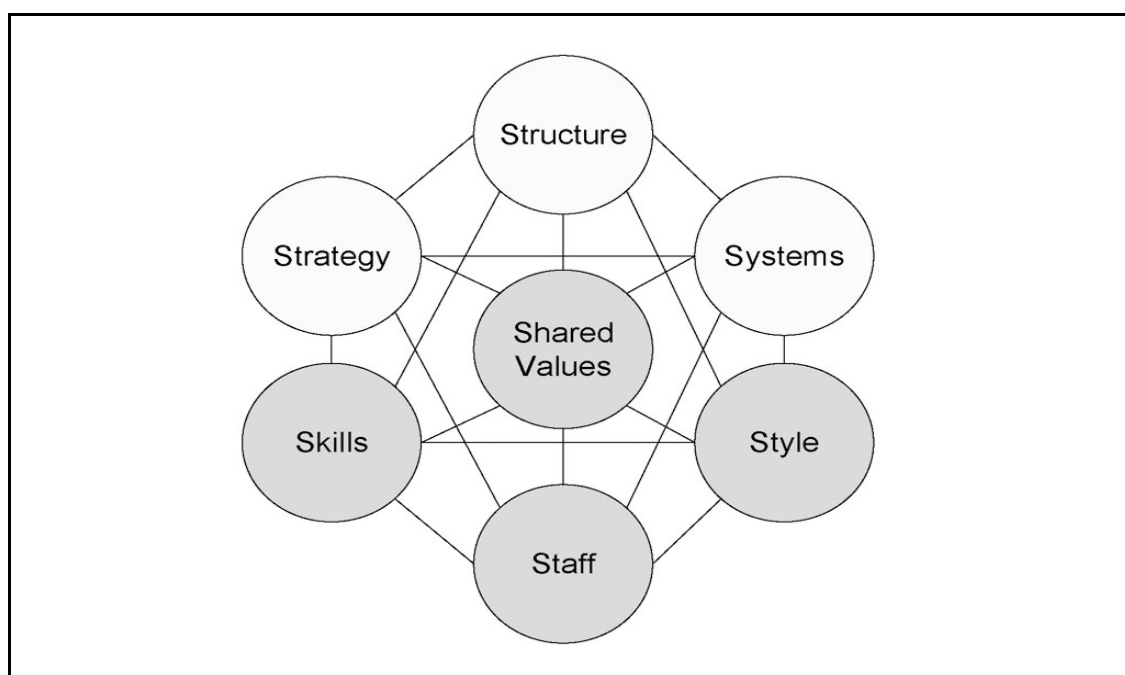 Structure
Strategy
Systems
Shared
Values
Skills
Style
Staff